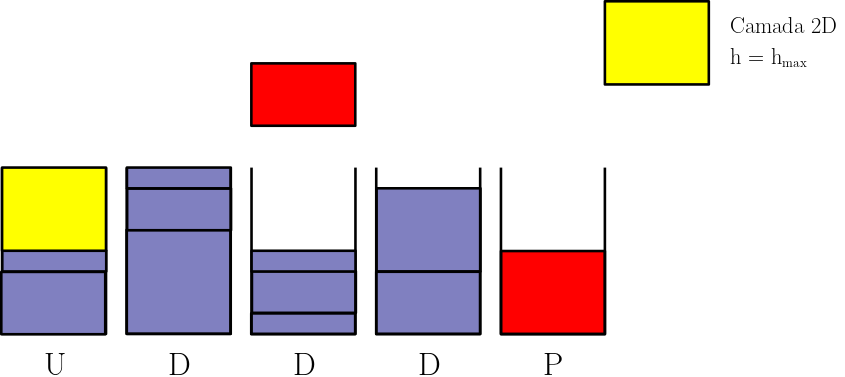 Camada 2D
h = hmax
U D D D P